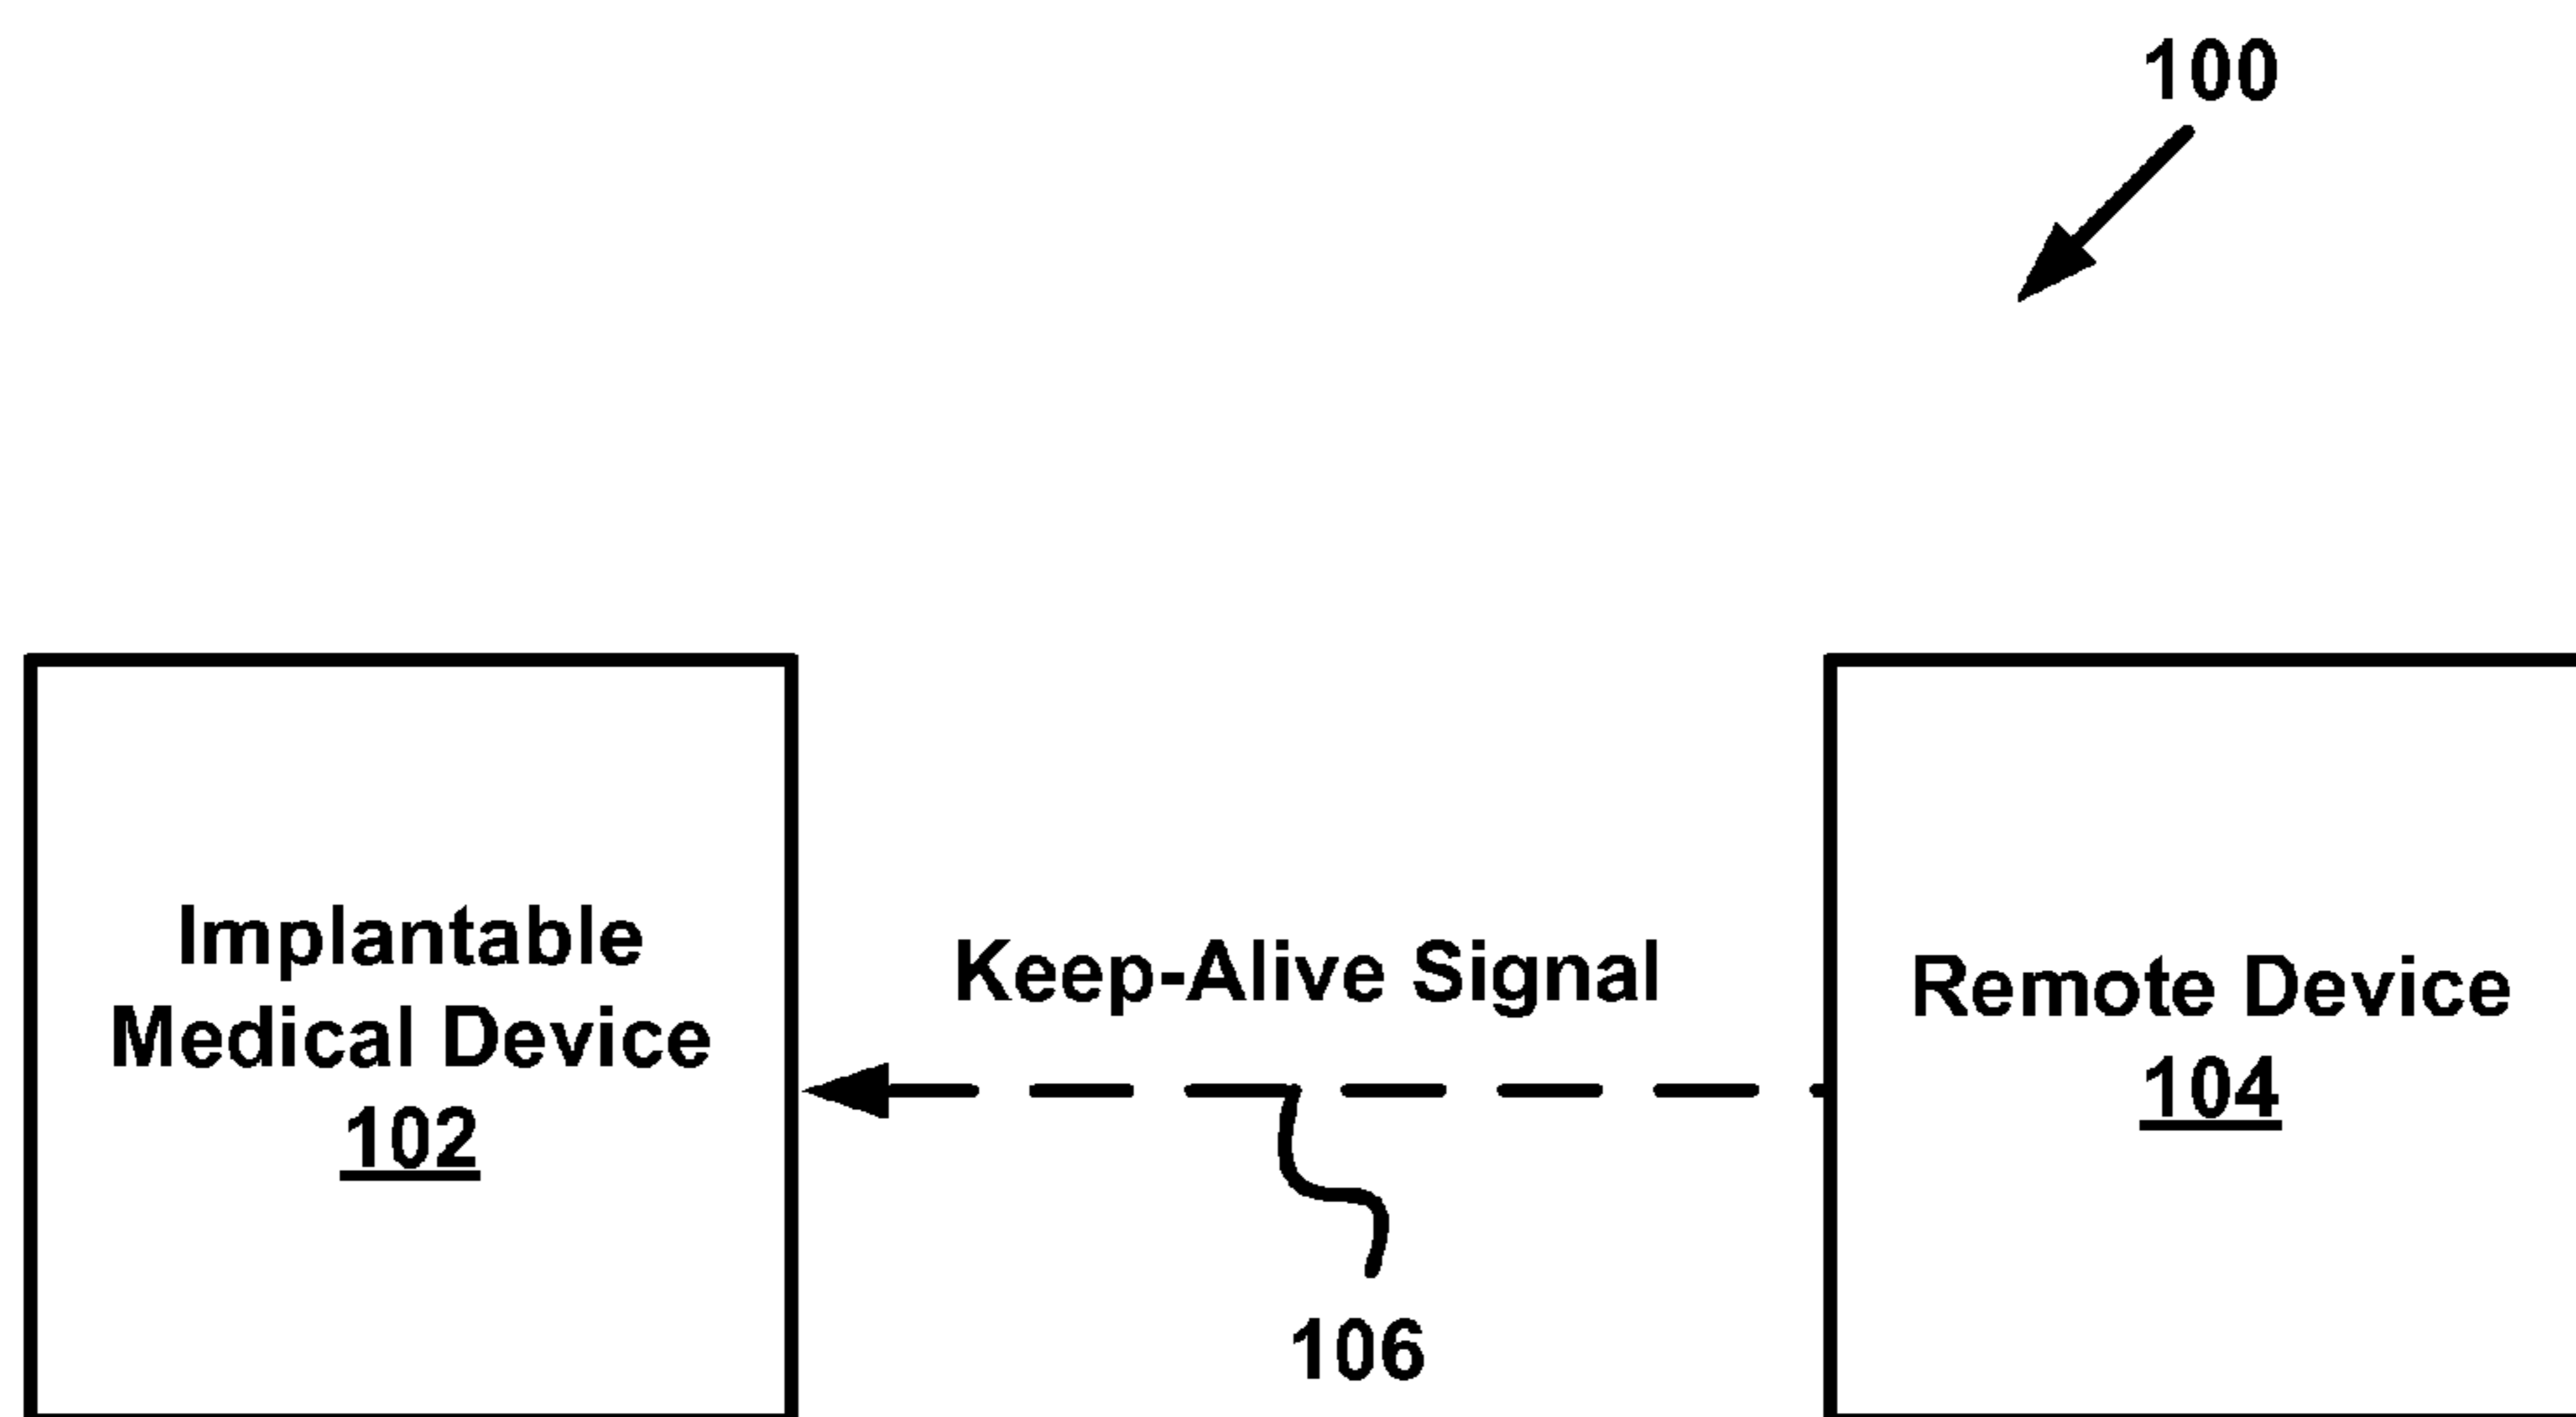 100
Implantable
Medical Device
102
Keep-Alive Signal
106
Remote Device
104